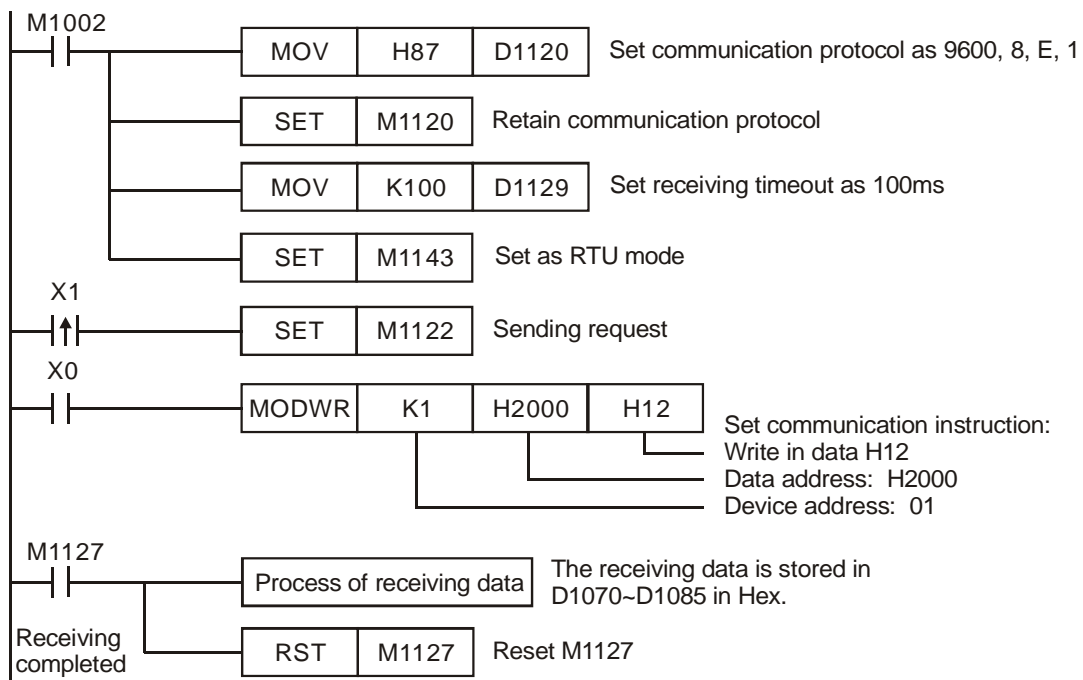 M1002
MOV H87 D1120 Set communication protocol as 9600, 8, E, 1
SET M1120 Retain communication protocol
MOV K100 D1129 Set receiving timeout as 100ms
SET M1143 Set as RTU mode
X1
SET M1122 Sending request
X0
MODWR K1 H2000 H12
Set communication instruction:
Write in data H12
Data address: H2000
Device address: 01
M1127
Process of receiving data
The receiving data is stored in
D1070~D1085 in Hex.
Receiving
completed
RST M1127 Reset M1127